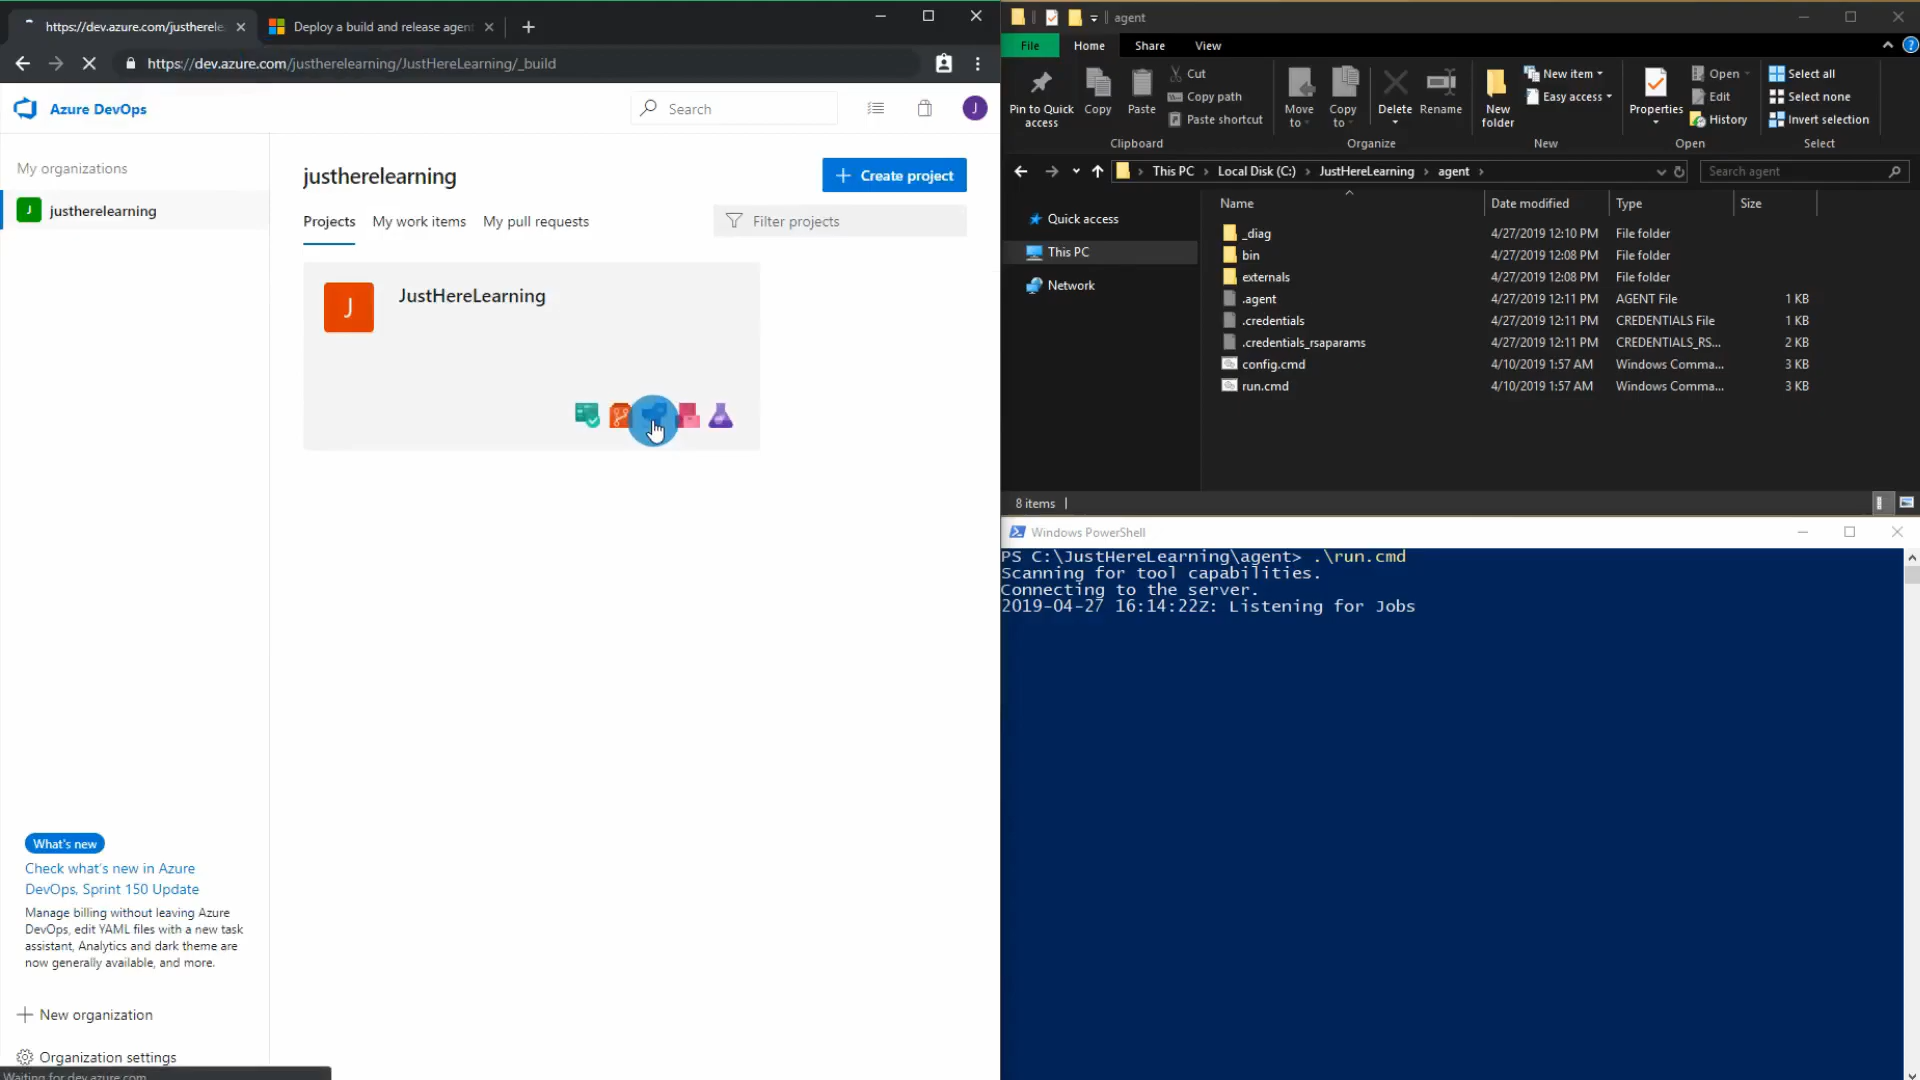 https://dev.azure.com/justherele
Deploy a build and release agent
https://dev.azure.com/justherelearning/JustHereLearning/_build
Azure DevOps
Search
J
My organizations
J justherelearning
justherelearning
Create project
Projects
My work items
My pull requests
Filter projects
J
JustHereLearning
What's new
Check what's new in Azure
DevOps, Sprint 150 Update
Manage billing without leaving Azure
DevOps, edit YAML files with a new task
assistant, Analytics and dark theme are
now generally available, and more.
New organization
Organization settings
Waiting for dev.azure.com
agent
File Home Share View
Pin to Quick
access
Copy
Paste
Cut
Copy path
Paste shortcut
Clipboard
Move
to
Copy
to
Delete
Rename
Organize
New
folder
New item
Easy access
New
Properties
Open
Edit
History
Open
Select all
Select none
Invert selection
Select
This PC > Local Disk (C:) > JustHereLearning > agent >
Search agent
Quick access
This PC
Network
Name Date modified Type Size
_diag 4/27/2019 12:10 PM File folder
bin 4/27/2019 12:08 PM File folder
externals 4/27/2019 12:08 PM File folder
.agent 4/27/2019 12:11 PM AGENT File 1 KB
.credentials 4/27/2019 12:11 PM CREDENTIALS File 1 KB
.credentials_rsaparams 4/27/2019 12:11 PM CREDENTIALS_RS... 2 KB
config.cmd 4/10/2019 1:57 AM Windows Comma... 3 KB
run.cmd 4/10/2019 1:57 AM Windows Comma... 3 KB
8 items
Windows PowerShell
PS C:\JustHereLearning\agent> .\run.cmd
Scanning for tool capabilities.
Connecting to the server.
2019-04-27 16:14:22Z: Listening for Jobs